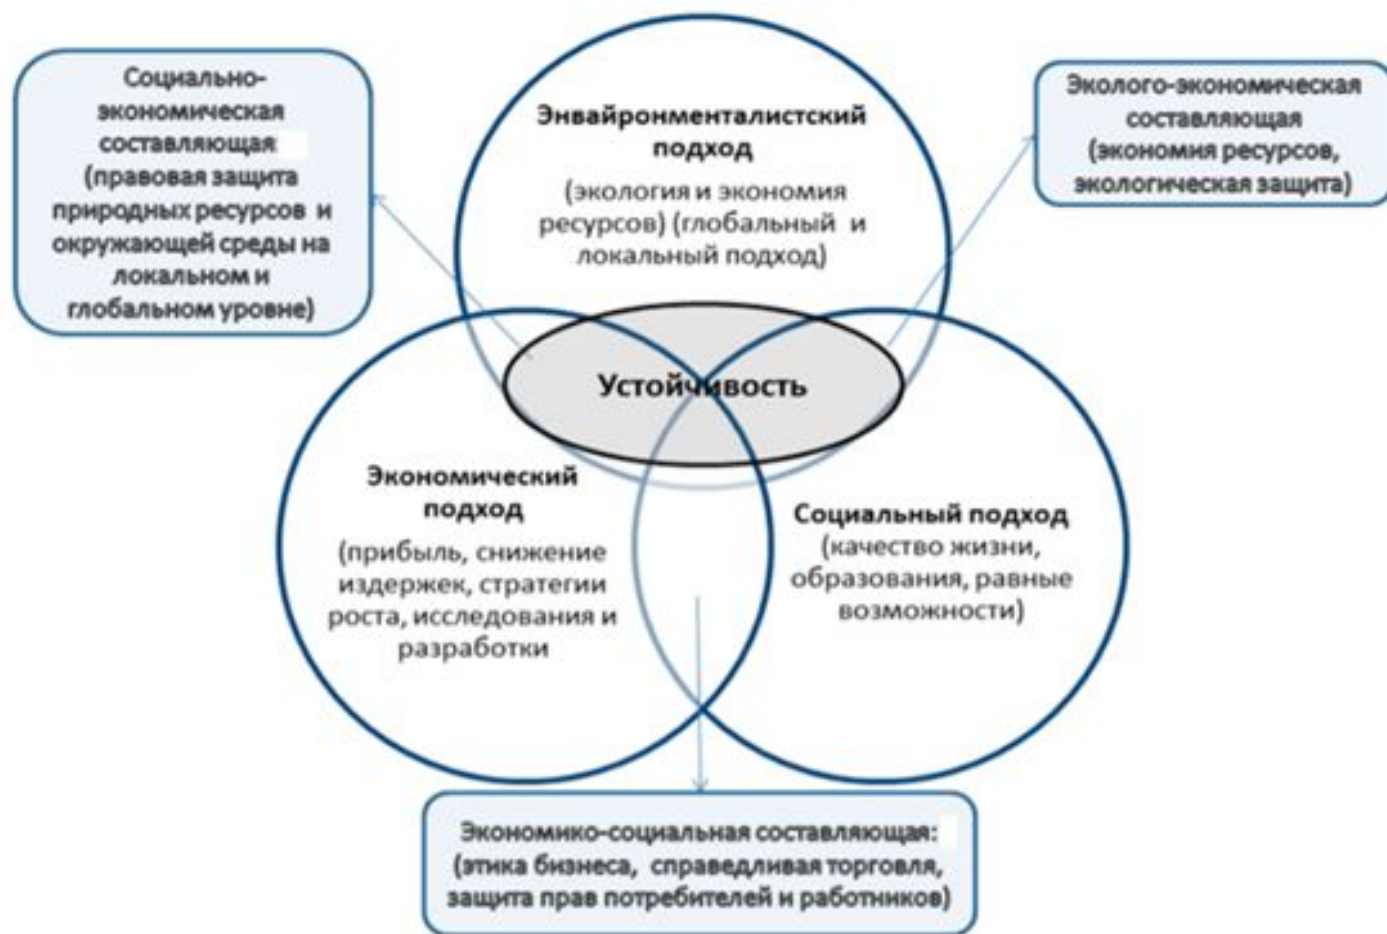 Социально-
экономическая
составляющая
(правовая защита
природных ресурсов и
окружающей среды на
локальном и
глобальном уровне)
Энвайронменталистский
подход
(экология и экономия
ресурсов) (глобальный и
локальный подход)
Эколого-экономическая
составляющая
(экономия ресурсов,
экологическая защита)
Устойчивость
Экономический
подход
(прибыль, снижение
издержек, стратегии
роста, исследования и
разработки
Социальный подход
(качество жизни,
образования, равные
возможности)
Экономико-социальная составляющая:
(этика бизнеса, справедливая торговля,
защита прав потребителей и работников)